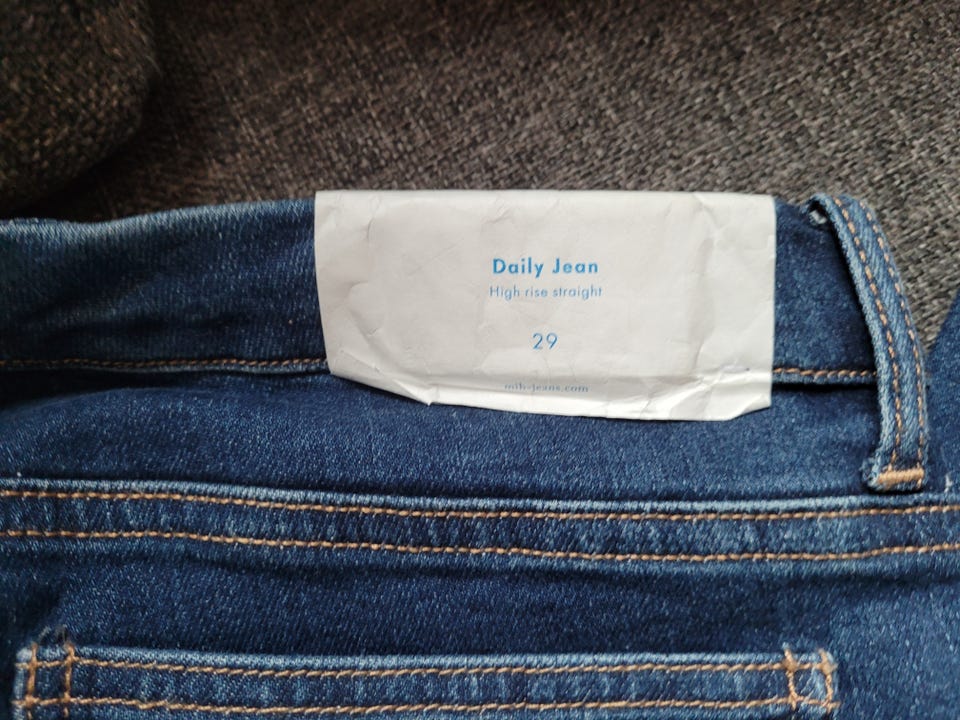 Daily Jean
High rise straight
29
mih-jeans.com